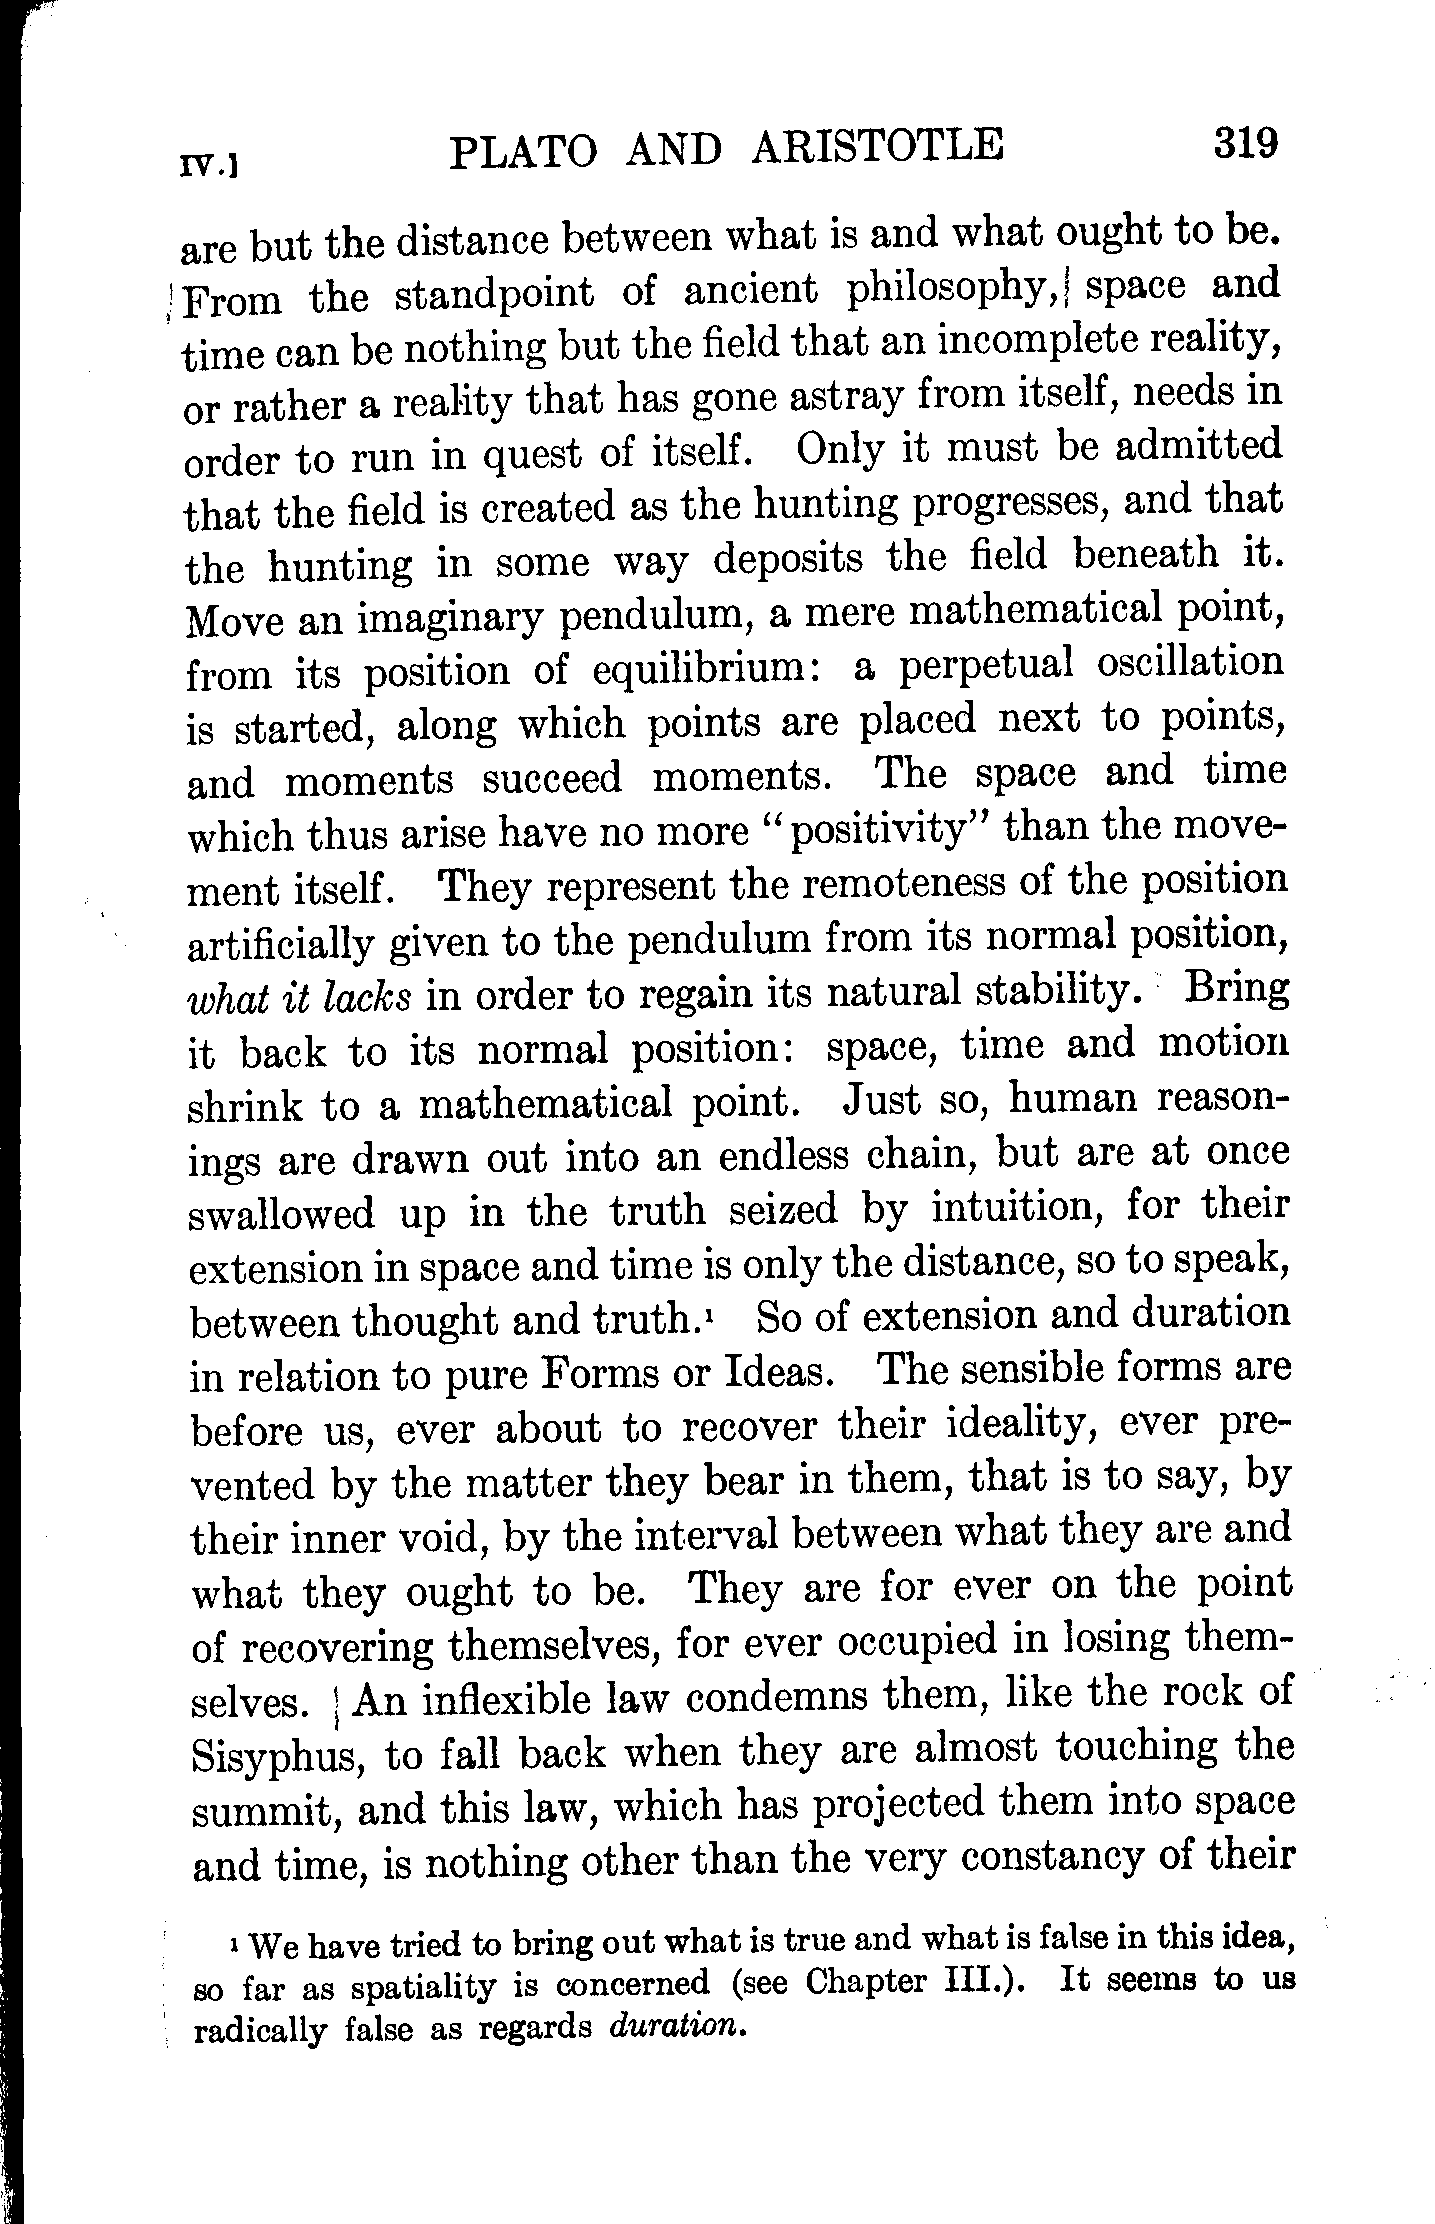 IV.] PLATO AND ARISTOTLE 319
are but the distance between what is and what ought to be.
From the standpoint of ancient philosophy, space and
time can be nothing but the field that an incomplete reality,
or rather a reality that has gone astray from itself, needs in
order to run in quest of itself. Only it must be admitted
that the field is created as the hunting progresses, and that
the hunting in some way deposits the field beneath it.
Move an imaginary pendulum, a mere mathematical point,
from its position of equilibrium: a perpetual oscillation
is started, along which points are placed next to points,
and moments succeed moments. The space and time
which thus arise have no more “positivity” than the move-
ment itself. They represent the remoteness of the position
artificially given to the pendulum from its normal position,
what it lacks in order to regain its natural stability. Bring
it back to its normal position: space, time and motion
shrink to a mathematical point. Just so, human reason-
ings are drawn out into an endless chain, but are at once
swallowed up in the truth seized by intuition, for their
extension in space and time is only the distance, so to speak,
between thought and truth.¹ So of extension and duration
in relation to pure Forms or Ideas. The sensible forms are
before us, ever about to recover their ideality, ever pre-
vented by the matter they bear in them, that is to say, by
their inner void, by the interval between what they are and
what they ought to be. They are for ever on the point
of recovering themselves, for ever occupied in losing them-
selves. An inflexible law condemns them, like the rock of
Sisyphus, to fall back when they are almost touching the
summit, and this law, which has projected them into space
and time, is nothing other than the very constancy of their
¹ We have tried to bring out what is true and what is false in this idea,
so far as spatiality is concerned (see Chapter III.). It seems to us
radically false as regards duration.